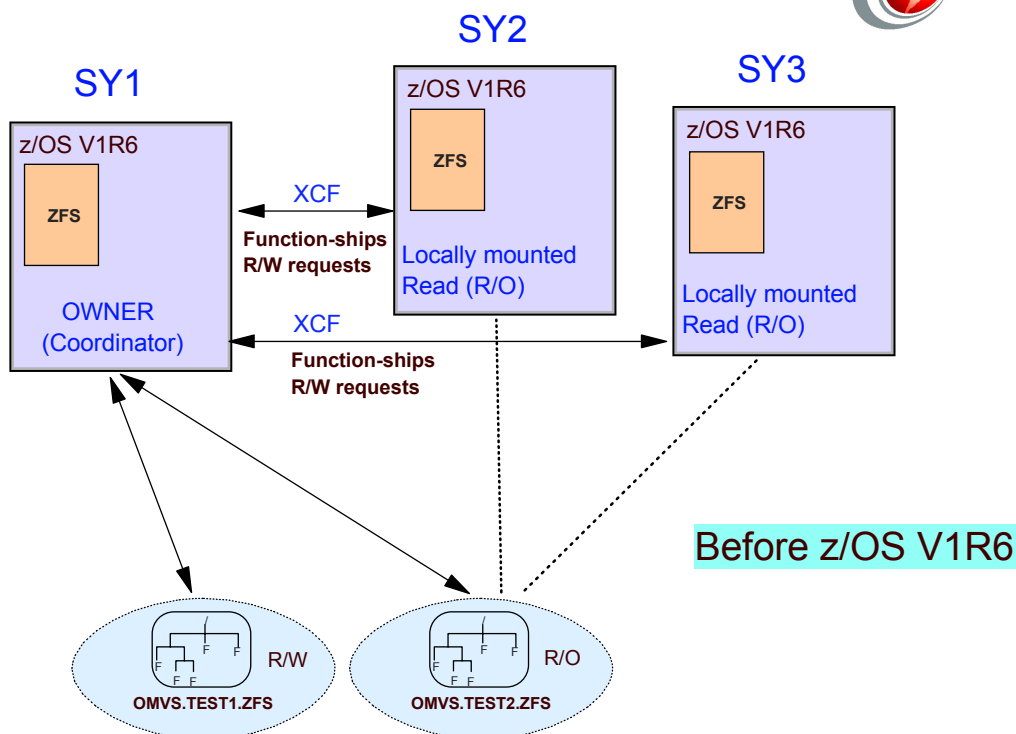 SY1
SY2
SY3
z/OS V1R6
ZFS
OWNER
(Coordinator)
XCF
Function-ships
R/W requests
XCF
Function-ships
R/W requests
z/OS V1R6
ZFS
Locally mounted
Read (R/O)
z/OS V1R6
ZFS
Locally mounted
Read (R/O)
Before z/OS V1R6
/
F
F
F
F F
R/W
OMVS.TEST1.ZFS
/
F
F
F
F F
R/O
OMVS.TEST2.ZFS